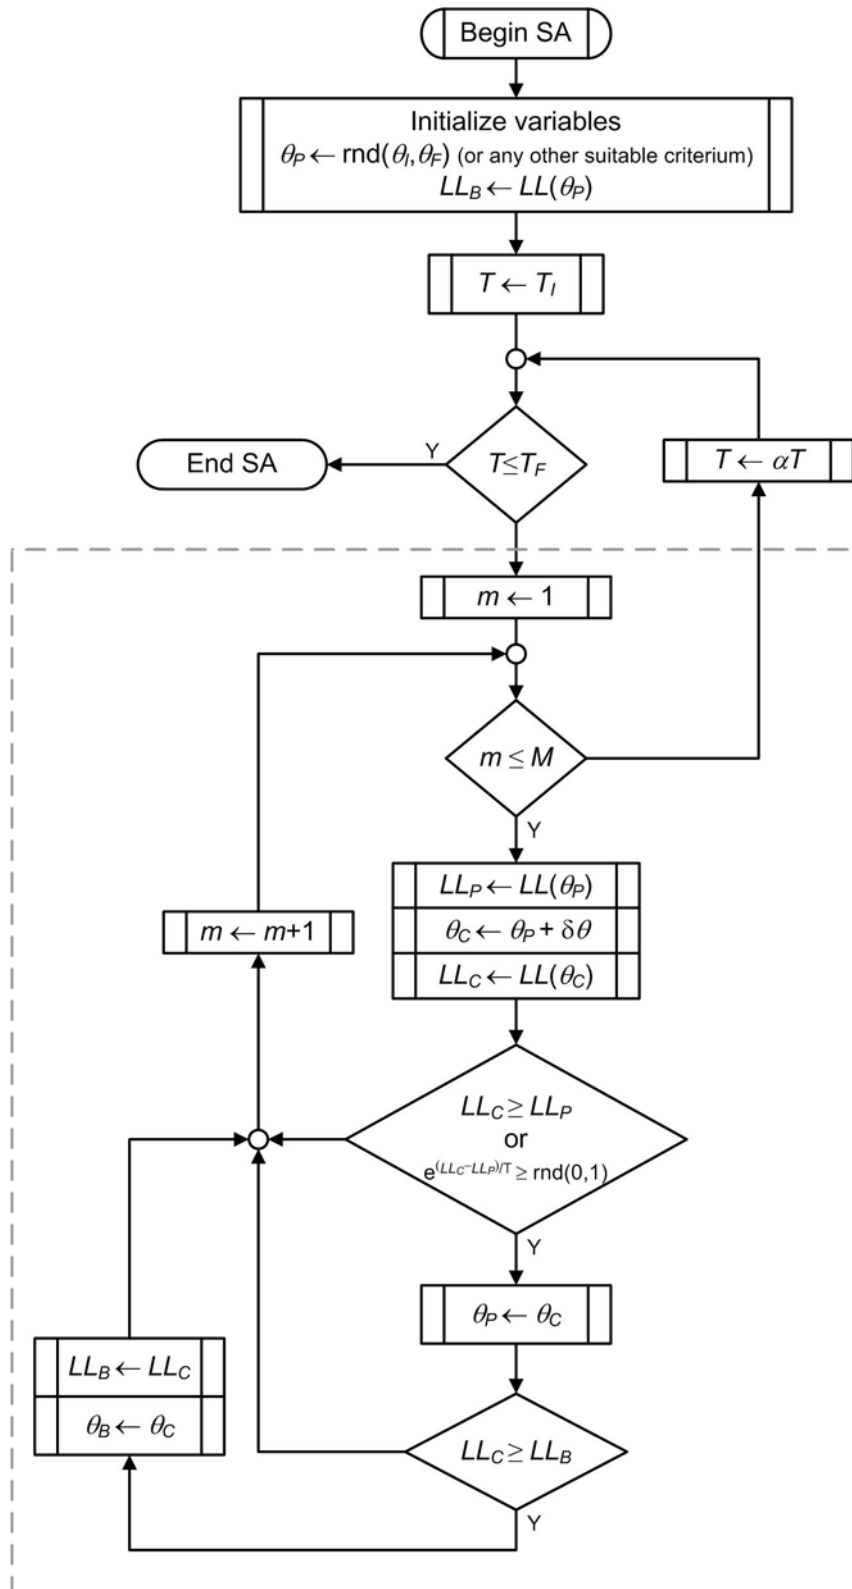 Begin SA
Initialize variables
θP ← rnd(θI,θF) (or any other suitable criterium)
LLB ← LL(θP)
T ← TI
Y
End SA
T≤TF
T ← αT
m ← 1
m ≤ M
Y
LLP ← LL(θP)
m ← m+1
θC ← θP + δθ
LLC ← LL(θC)
LLC ≥ LLP
or
e(LLC−LLP)/T ≥ rnd(0,1)
Y
θP ← θC
LLB ← LLC
θB ← θC
LLC ≥ LLB
Y